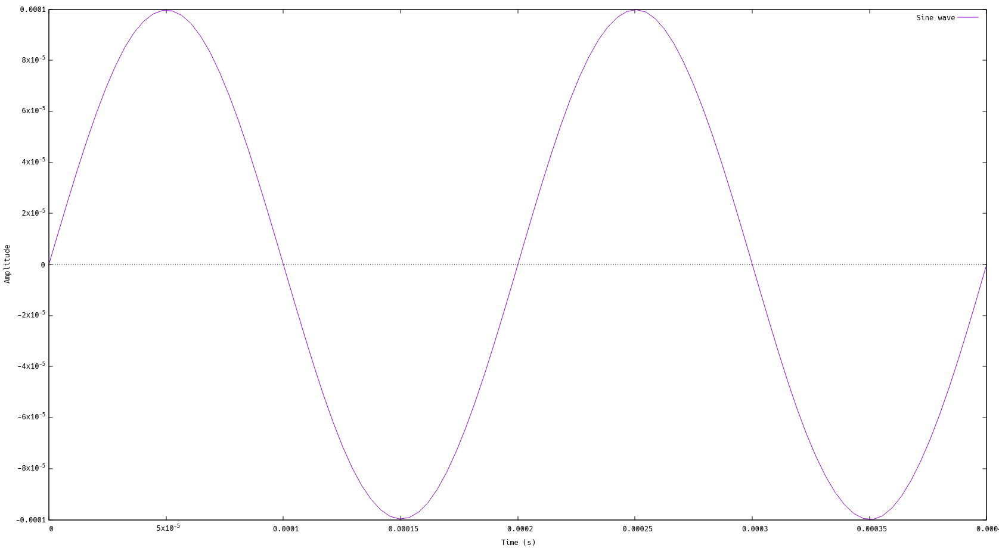 0.0001
Sine wave
8x10⁻⁵
6x10⁻⁵
4x10⁻⁵
2x10⁻⁵
0
Amplitude
-2x10⁻⁵
-4x10⁻⁵
-6x10⁻⁵
-8x10⁻⁵
-0.0001
0 5x10⁻⁵ 0.0001 0.00015 0.0002 0.00025 0.0003 0.00035 0.0004
Time (s)